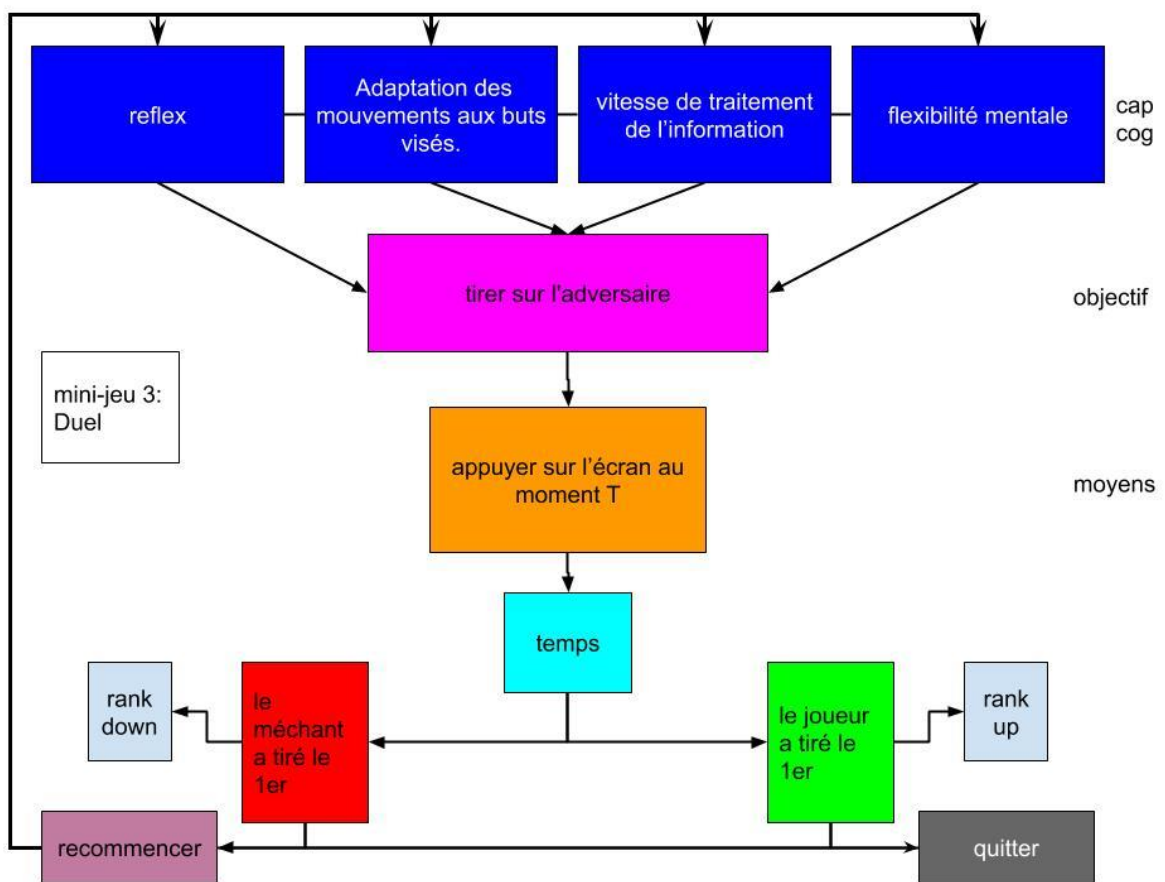 reflex
Adaptation des
mouvements aux buts
visés.
vitesse de traitement
de l'information
flexibilité mentale
cap
cog
tirer sur l'adversaire
objectif
mini-jeu 3:
Duel
appuyer sur l'écran au
moment T
moyens
temps
rank
down
le
méchant
a tiré le
1er
le joueur
a tiré le
1er
rank
up
recommencer
quitter